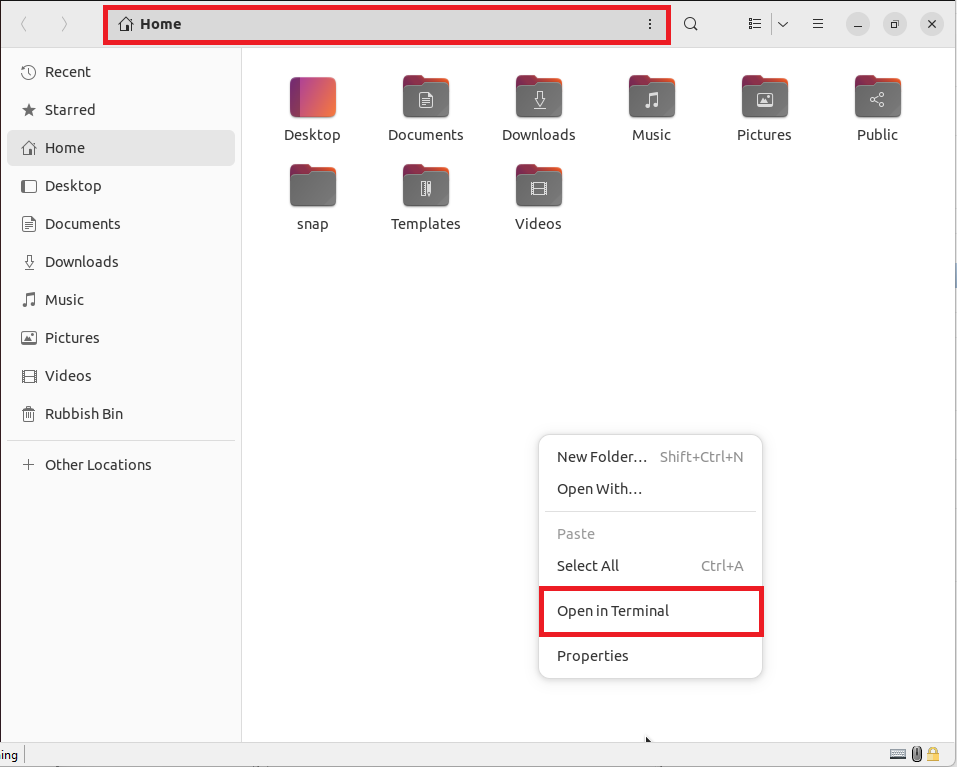 Home
Recent
Starred
Home
Desktop
Documents
Downloads
Music
Pictures
Videos
Rubbish Bin
Other Locations
Desktop Documents Downloads Music Pictures Public
snap Templates Videos
New Folder... Shift+Ctrl+N
Open With...
Paste
Select All Ctrl+A
Open in Terminal
Properties
ing